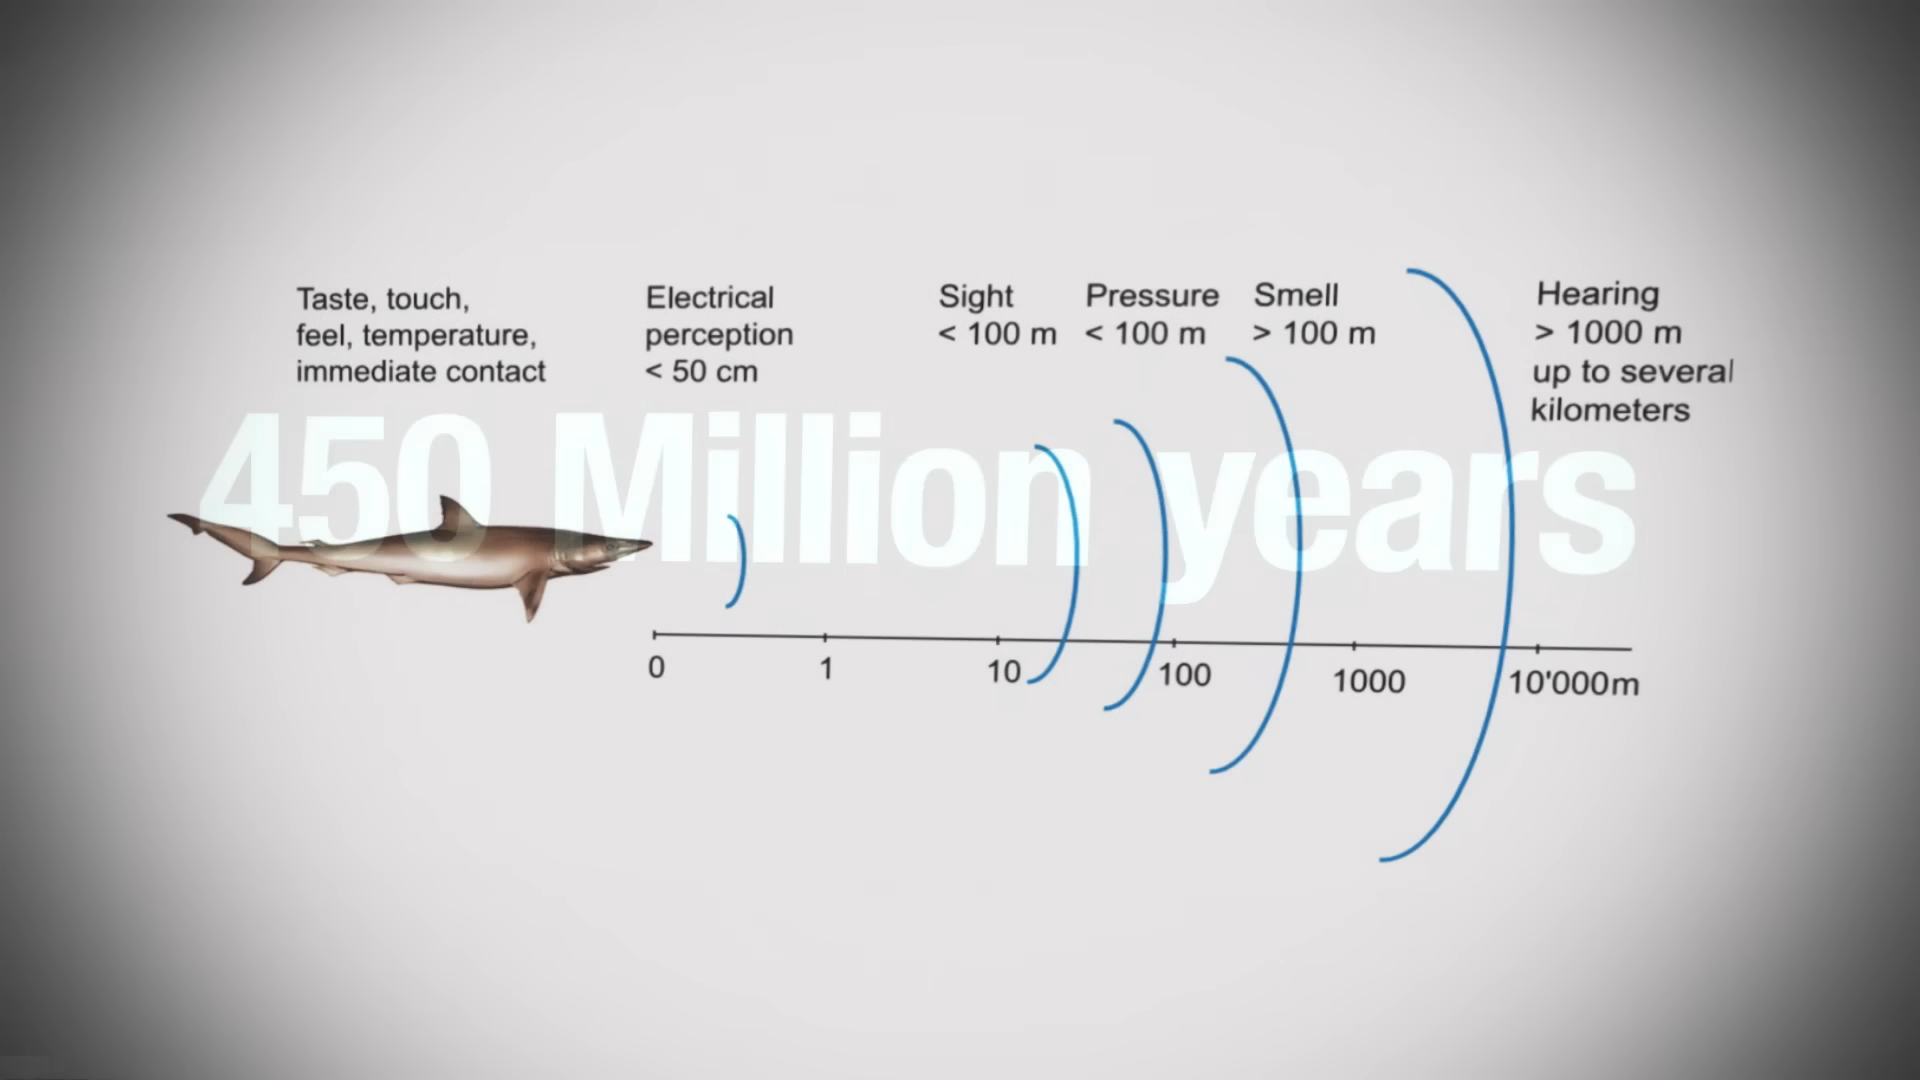 Taste, touch,
feel, temperature,
immediate contact
Electrical
perception
< 50 cm
Sight
< 100 m
Pressure
< 100 m
Smell
> 100 m
Hearing
> 1000 m
up to several
kilometers
450 Million years
0 1 10 100 1000 10'000m